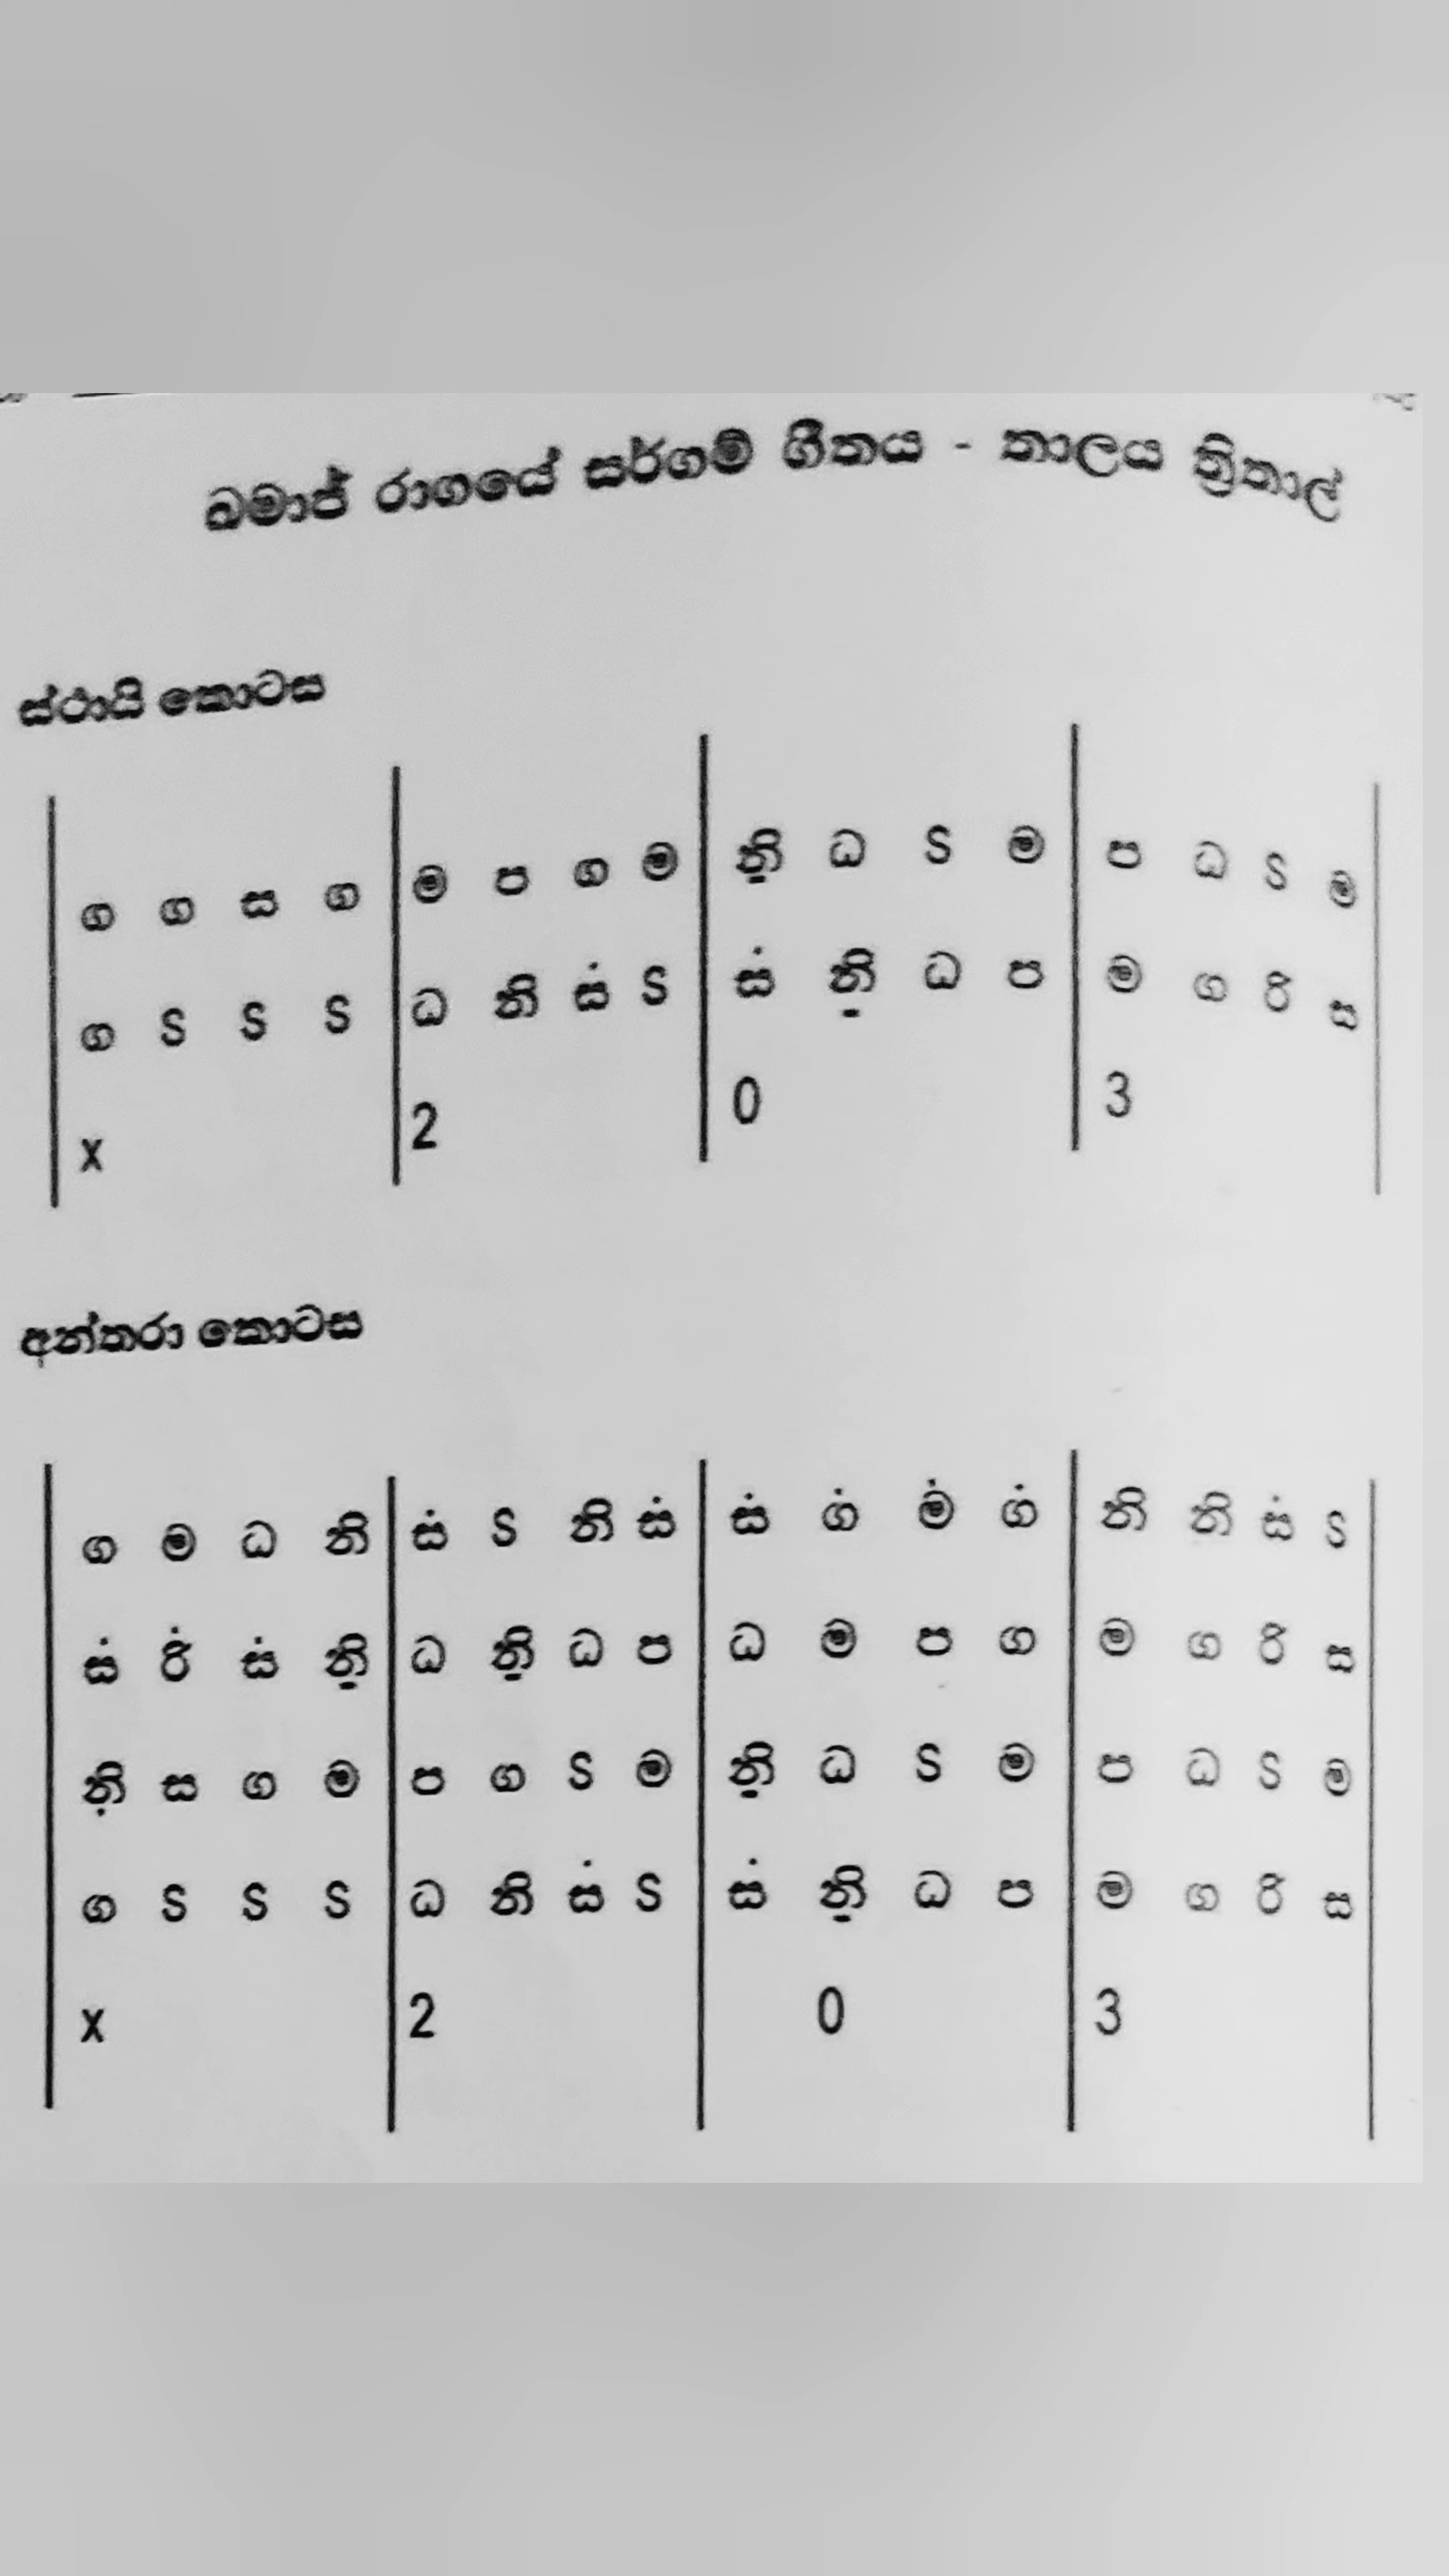 ඛමාජ් රාගයේ සර්ගම් ගීතය - තාලය ත්‍රිතාල්
ස්ථායි කොටස
ග ග ස ග | ම ප ග ම | නි̱ ධ S ම | ප ධ S ම
ග S S S | ධ නි ස̇ S | ස̇ නි̱ ධ ප | ම ග රි ස
x 2 0 3
අන්තරා කොටස
ග ම ධ නි | ස̇ S නි ස̇ | ස̇ ග̇ ම̇ ග̇ | නි නි ස̇ S
ස̇ රි̇ ස̇ නි̱ | ධ නි̱ ධ ප | ධ ම ප ග | ම ග රි ස
නි̣ ස ග ම | ප ග S ම | නි̱ ධ S ම | ප ධ S ම
ග S S S | ධ නි ස̇ S | ස̇ නි̱ ධ ප | ම ග රි ස
x 2 0 3